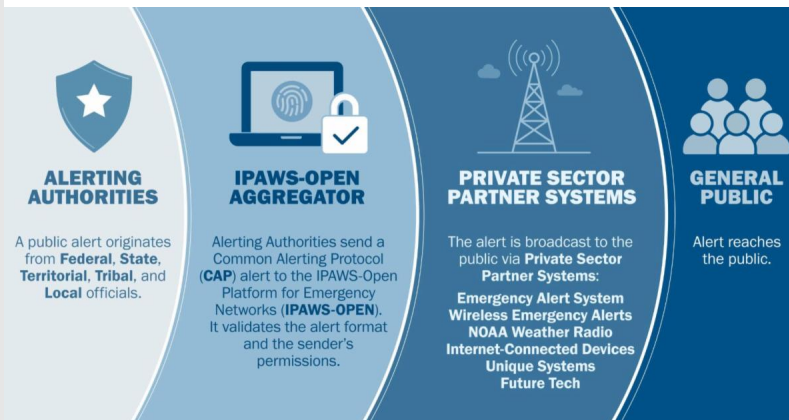 ALERTING
AUTHORITIES
A public alert originates
from Federal, State,
Territorial, Tribal, and
Local officials.
IPAWS-OPEN
AGGREGATOR
Alerting Authorities send a
Common Alerting Protocol
(CAP) alert to the IPAWS-Open
Platform for Emergency
Networks (IPAWS-OPEN).
It validates the alert format
and the sender's
permissions.
PRIVATE SECTOR
PARTNER SYSTEMS
The alert is broadcast to the
public via Private Sector
Partner Systems:
Emergency Alert System
Wireless Emergency Alerts
NOAA Weather Radio
Internet-Connected Devices
Unique Systems
Future Tech
GENERAL
PUBLIC
Alert reaches
the public.